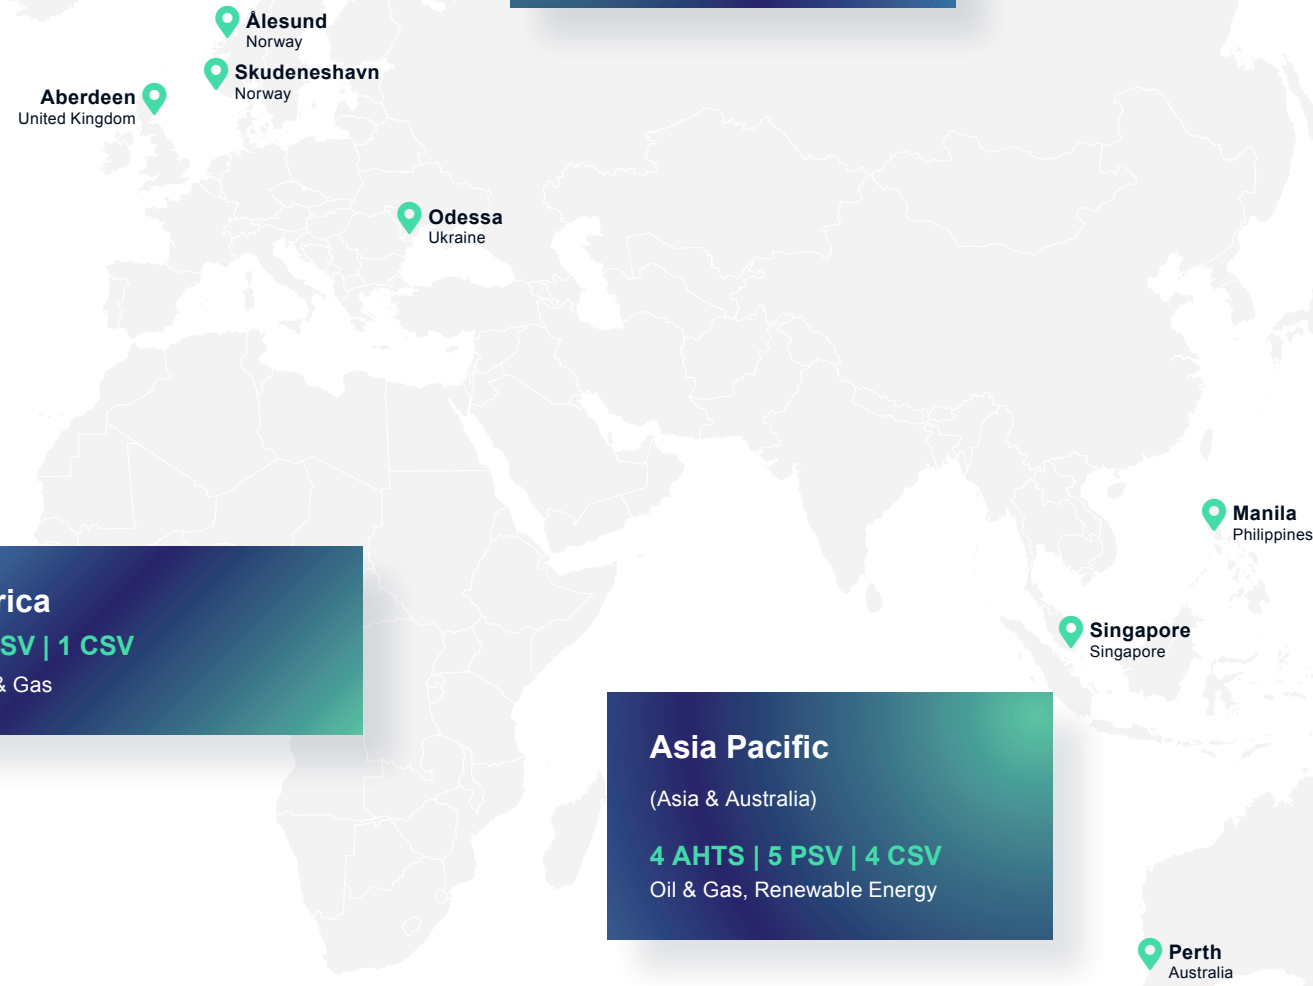 Ålesund
Norway
Skudeneshavn
Norway
Aberdeen
United Kingdom
Odessa
Ukraine
Manila
Philippines
rica
SV | 1 CSV
& Gas
Singapore
Singapore
Asia Pacific
(Asia & Australia)
4 AHTS | 5 PSV | 4 CSV
Oil & Gas, Renewable Energy
Perth
Australia